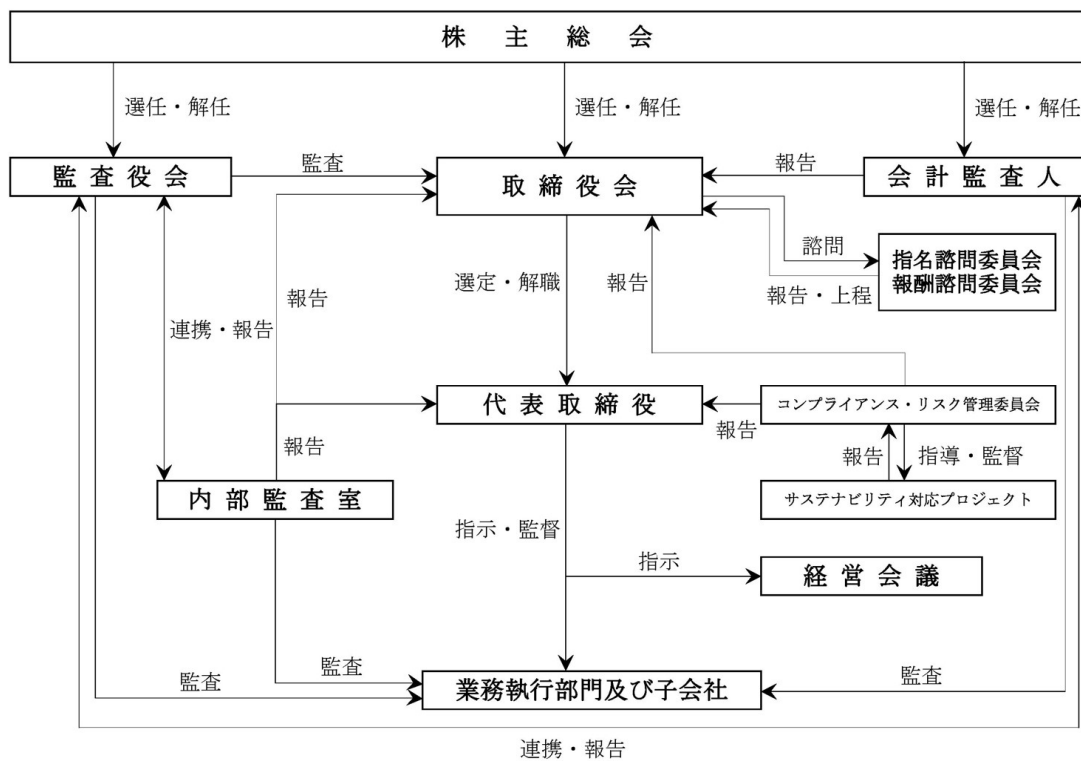 株主総会
選任・解任
選任・解任
選任・解任
監査役会
監査
取締役会
報告
会計監査人
諮問
指名諮問委員会
報酬諮問委員会
報告・上程
報告
選定・解職
報告
連携・報告
代表取締役
コンプライアンス・リスク管理委員会
報告
報告
報告
指導・監督
内部監査室
サステナビリティ対応プロジェクト
指示・監督
指示
経営会議
監査
監査
業務執行部門及び子会社
監査
連携・報告